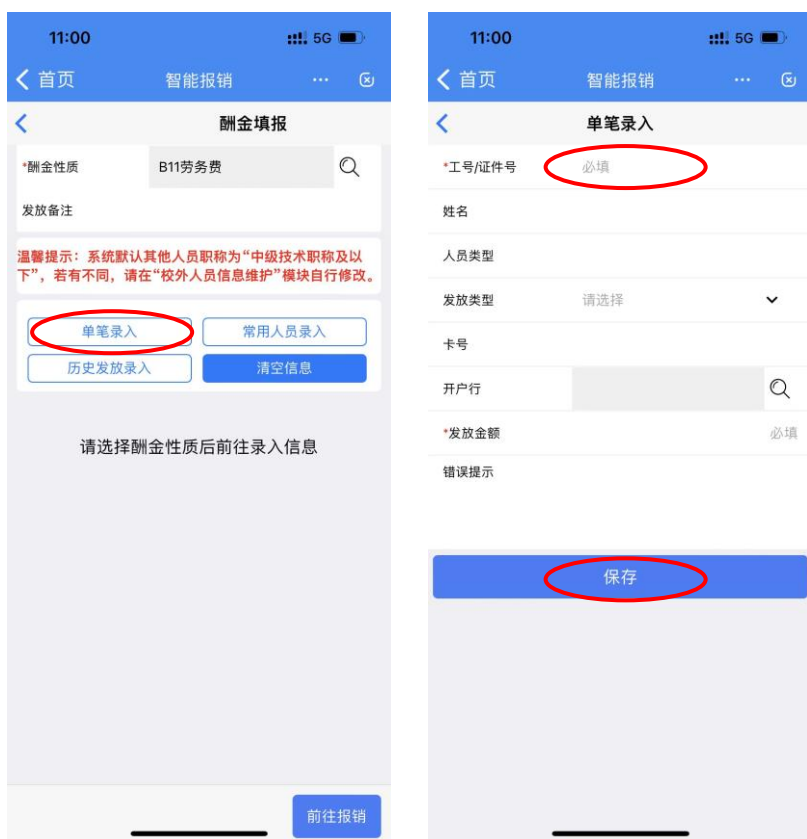 11:00 5G
首页 智能报销 ...
酬金填报
*酬金性质 B11劳务费
发放备注
温馨提示：系统默认其他人员职称为“中级技术职称及以
下”，若有不同，请在“校外人员信息维护”模块自行修改。
单笔录入 常用人员录入
历史发放录入 清空信息
请选择酬金性质后前往录入信息
前往报销
11:00 5G
首页 智能报销 ...
单笔录入
*工号/证件号 必填
姓名
人员类型
发放类型 请选择
卡号
开户行
*发放金额 必填
错误提示
保存